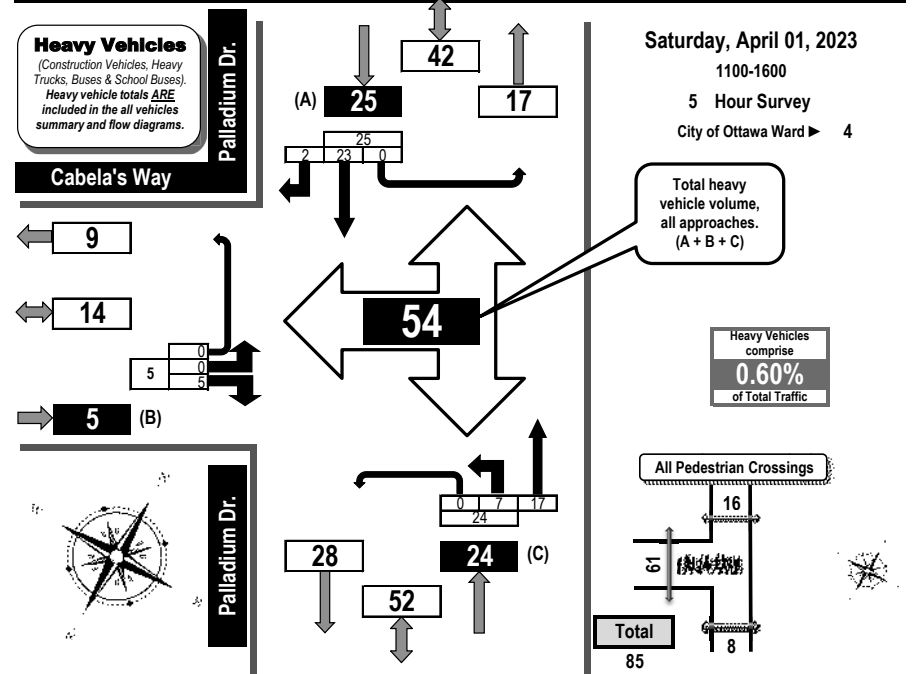 Heavy Vehicles
(Construction Vehicles, Heavy
Trucks, Buses & School Buses).
Heavy vehicle totals ARE
included in the all vehicles
summary and flow diagrams.
Palladium Dr.
Cabela's Way
42
(A)
25
17
25
2 23 0
Saturday, April 01, 2023
1100-1600
5 Hour Survey
City of Ottawa Ward ► 4
Total heavy
vehicle volume,
all approaches.
(A + B + C)
9
14
54
0
5
0
5
5
(B)
Heavy Vehicles
comprise
0.60%
of Total Traffic
Palladium Dr.
0 7 17
24
28
24
(C)
52
All Pedestrian Crossings
16
61
8
Total
85